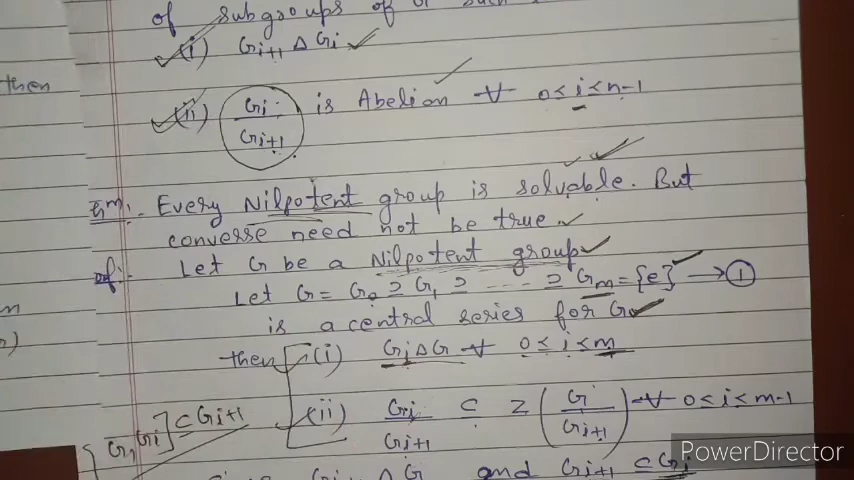 of subgroups of G such
(i) Gi+1 Δ Gi
then
(ii) Gi/Gi+1 is Abelian ∀ 0≤i≤n-1
Every Nilpotent group is solvable. But
converse need not be true
Let G be a Nilpotent group
Let G = G0 ⊇ G1 ⊇ ---- ⊇ Gm = {e} → ①
is a central series for G.
then (i) Gi Δ G ∀ 0≤i≤m
(ii) Gi/Gi+1 ⊆ Z(G/Gi+1) ∀ 0≤i≤m-1
[G, Gi] ⊆ Gi+1
Gi+1 Δ G and Gi+1 ⊆ Gi
PowerDirector